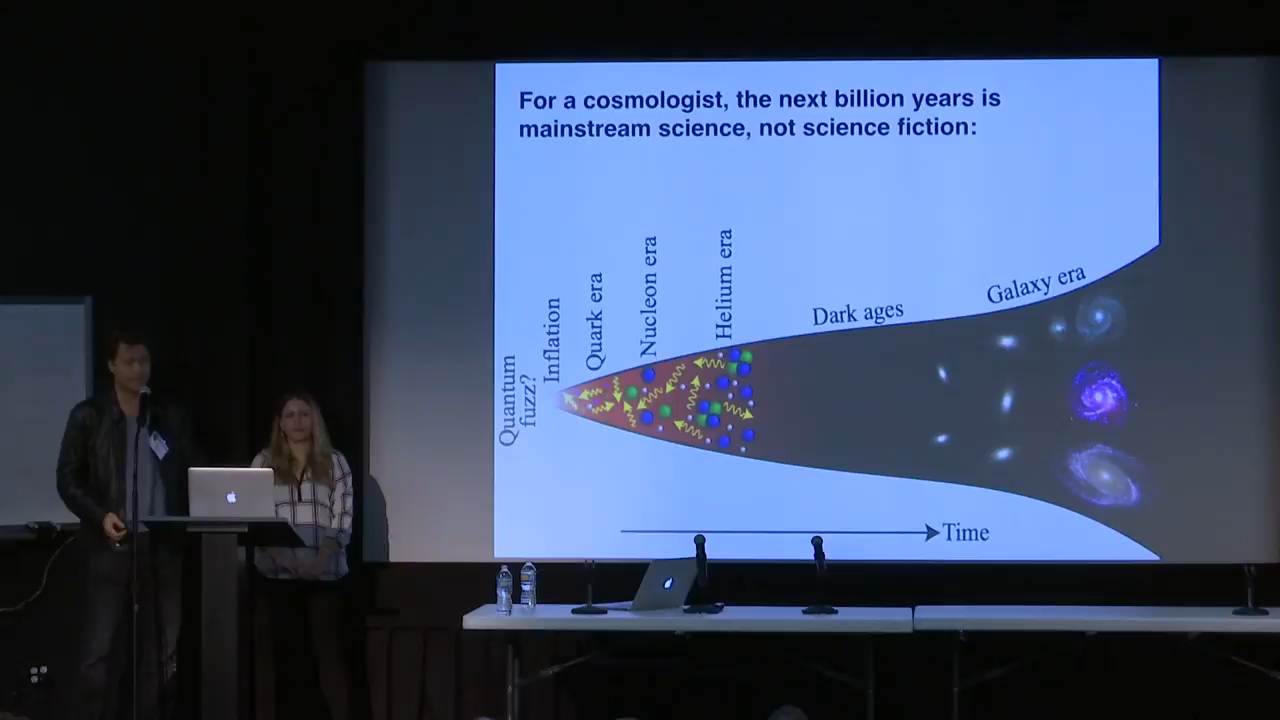 For a cosmologist, the next billion years is
mainstream science, not science fiction:
Quantum
fuzz?
Inflation
Quark era
Nucleon era
Helium era
Dark ages
Galaxy era
Time